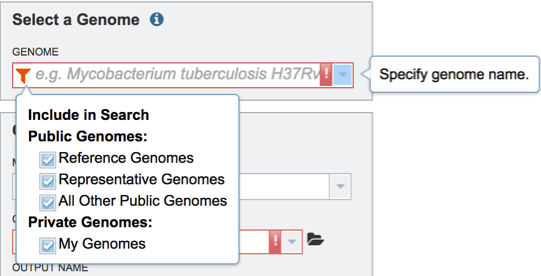 Select a Genome
GENOME
e.g. Mycobacterium tuberculosis H37Rv
Specify genome name.
Include in Search
Public Genomes:
Reference Genomes
Representative Genomes
All Other Public Genomes
Private Genomes:
My Genomes
OUTPUT NAME